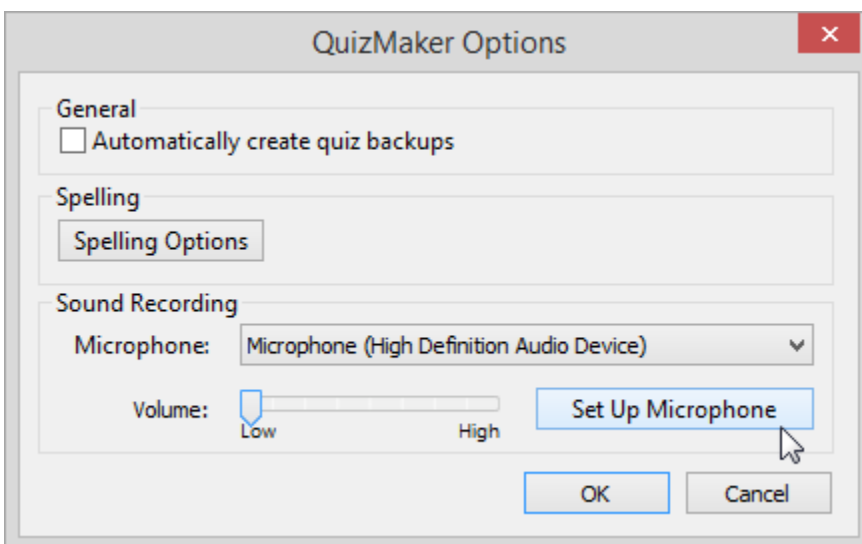 QuizMaker Options
General
Automatically create quiz backups
Spelling
Spelling Options
Sound Recording
Microphone: Microphone (High Definition Audio Device)
Volume: Low High Set Up Microphone
OK Cancel